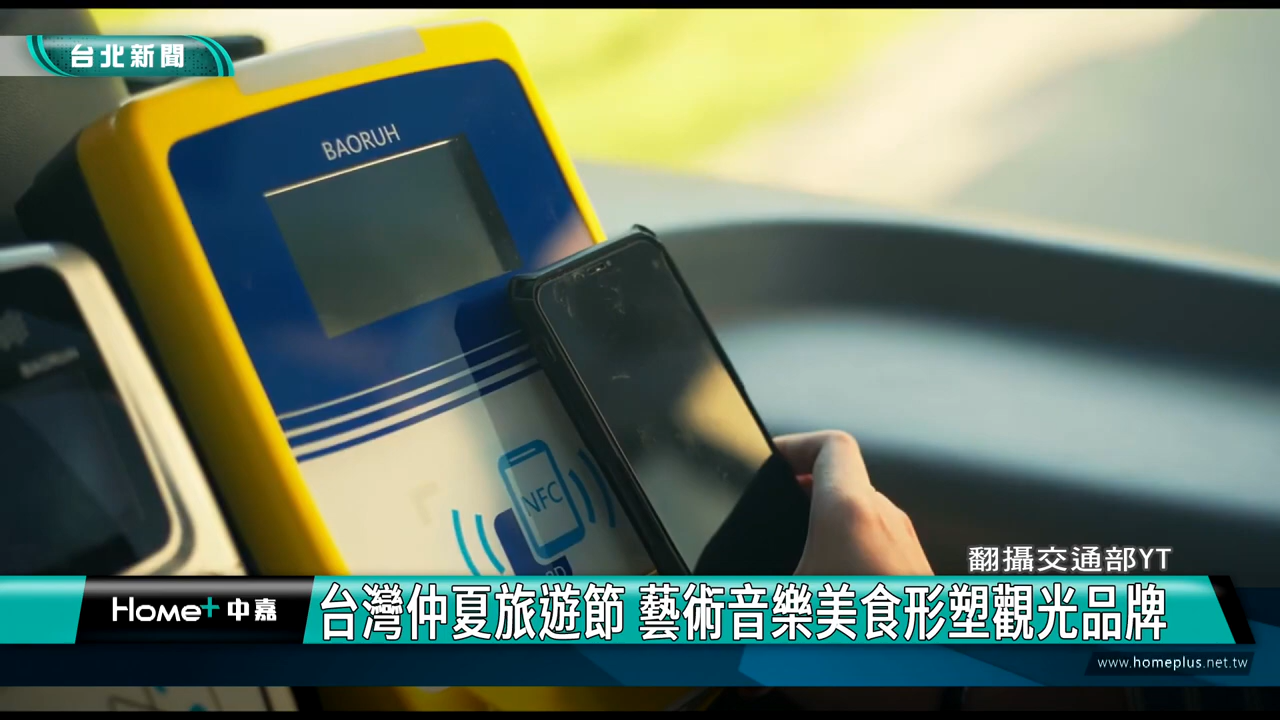 台北新聞
BAORUH
NFC
翻攝交通部YT
Home+中嘉
台灣仲夏旅遊節 藝術音樂美食形塑觀光品牌
www.homeplus.net.tw